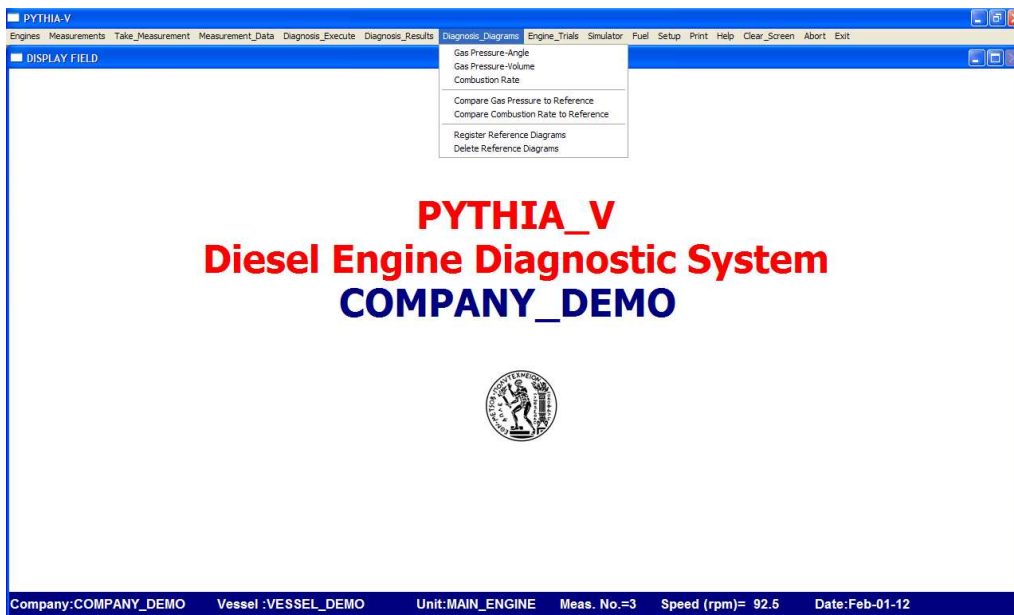 PYTHIA-V
Engines Measurements Take_Measurement Measurement_Data Diagnosis_Execute Diagnosis_Results Diagnosis_Diagrams Engine_Trials Simulator Fuel Setup Print Help Clear_Screen Abort Exit
DISPLAY FIELD
Gas Pressure-Angle
Gas Pressure-Volume
Combustion Rate
Compare Gas Pressure to Reference
Compare Combustion Rate to Reference
Register Reference Diagrams
Delete Reference Diagrams
PYTHIA_V
Diesel Engine Diagnostic System
COMPANY_DEMO
Company:COMPANY_DEMO Vessel :VESSEL_DEMO Unit:MAIN_ENGINE Meas. No.=3 Speed (rpm)= 92.5 Date:Feb-01-12